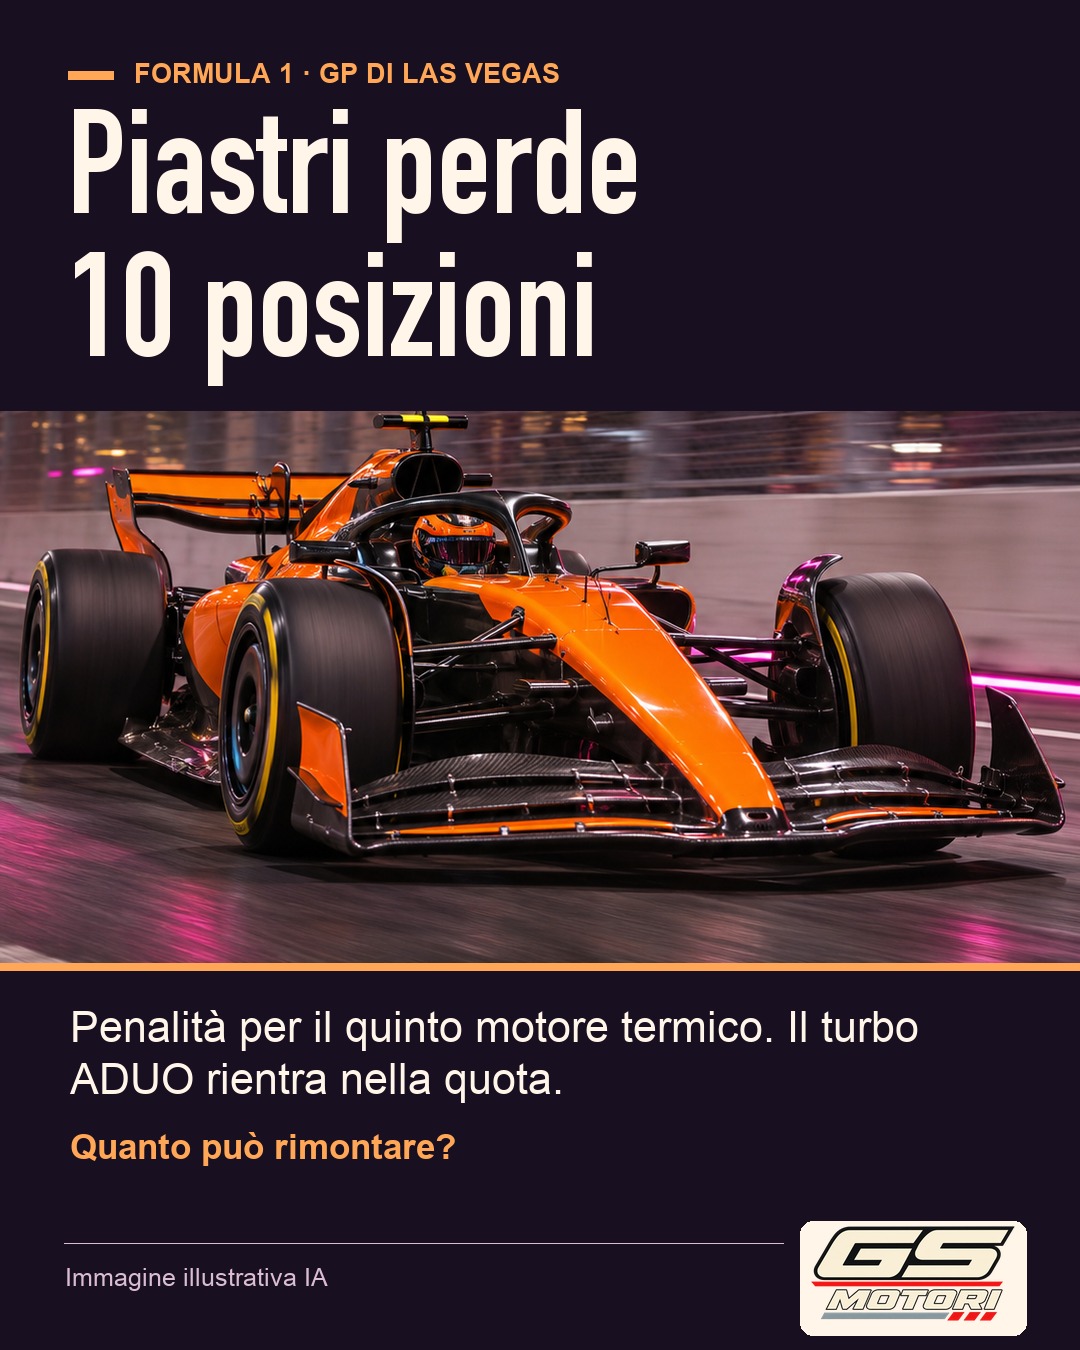 FORMULA 1 · GP DI LAS VEGAS
Piastri perde
10 posizioni
Penalità per il quinto motore termico. Il turbo
ADUO rientra nella quota.
Quanto può rimontare?
Immagine illustrativa IA
GS
MOTORI